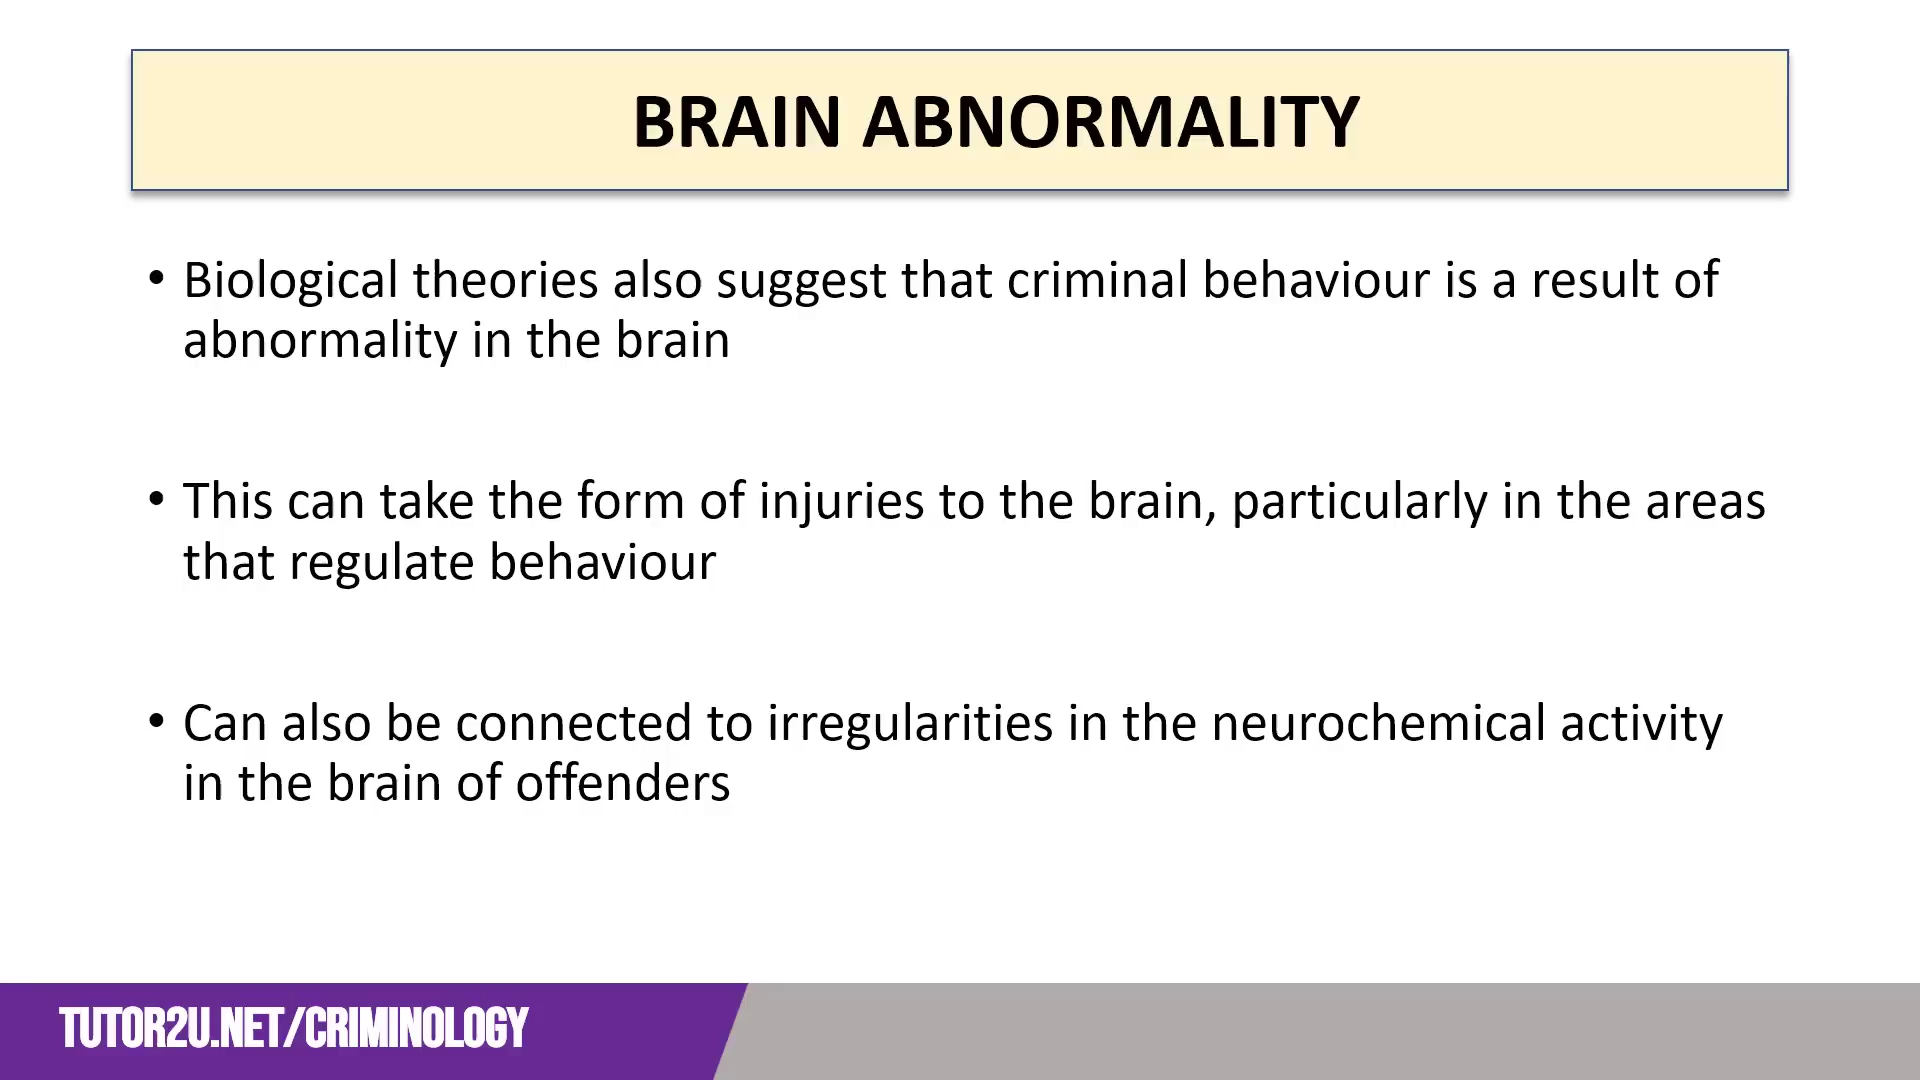 BRAIN ABNORMALITY
• Biological theories also suggest that criminal behaviour is a result of
abnormality in the brain
• This can take the form of injuries to the brain, particularly in the areas
that regulate behaviour
• Can also be connected to irregularities in the neurochemical activity
in the brain of offenders
TUTOR2U.NET/CRIMINOLOGY